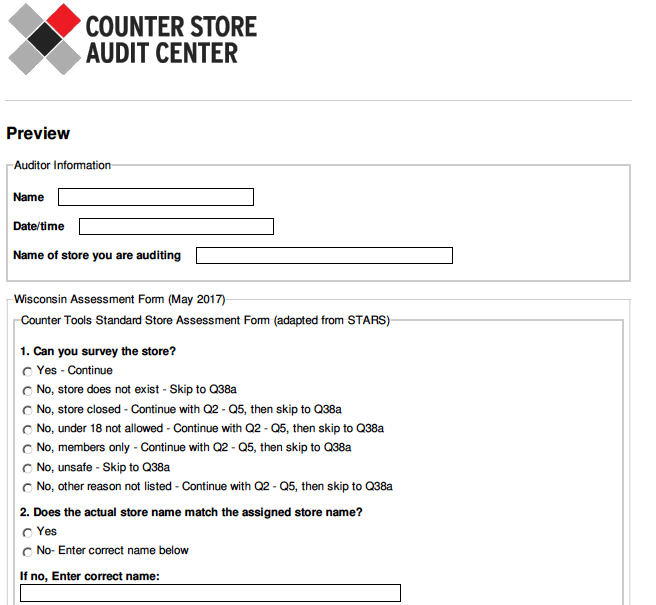 COUNTER STORE
AUDIT CENTER
Preview
Auditor Information
Name
Date/time
Name of store you are auditing
Wisconsin Assessment Form (May 2017)
Counter Tools Standard Store Assessment Form (adapted from STARS)
1. Can you survey the store?
Yes - Continue
No, store does not exist - Skip to Q38a
No, store closed - Continue with Q2 - Q5, then skip to Q38a
No, under 18 not allowed - Continue with Q2 - Q5, then skip to Q38a
No, members only - Continue with Q2 - Q5, then skip to Q38a
No, unsafe - Skip to Q38a
No, other reason not listed - Continue with Q2 - Q5, then skip to Q38a
2. Does the actual store name match the assigned store name?
Yes
No- Enter correct name below
If no, Enter correct name: